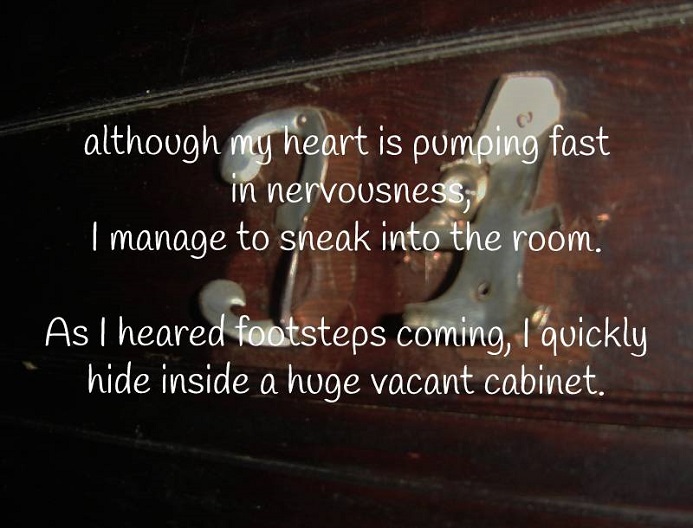 although my heart is pumping fast
in nervousness,
I manage to sneak into the room.
As I heared footsteps coming, I quickly
hide inside a huge vacant cabinet.